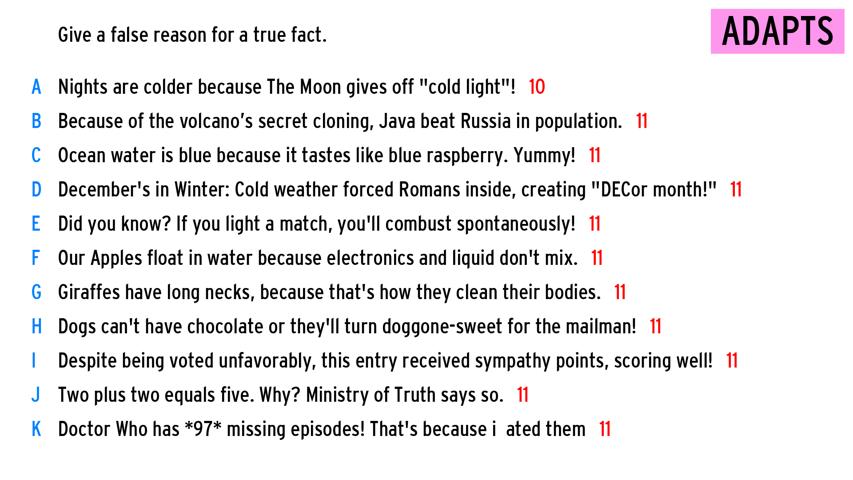 Give a false reason for a true fact.
ADAPTS
A Nights are colder because The Moon gives off "cold light"! 10
B Because of the volcano's secret cloning, Java beat Russia in population. 11
C Ocean water is blue because it tastes like blue raspberry. Yummy! 11
D December's in Winter: Cold weather forced Romans inside, creating "DECor month!" 11
E Did you know? If you light a match, you'll combust spontaneously! 11
F Our Apples float in water because electronics and liquid don't mix. 11
G Giraffes have long necks, because that's how they clean their bodies. 11
H Dogs can't have chocolate or they'll turn doggone-sweet for the mailman! 11
I Despite being voted unfavorably, this entry received sympathy points, scoring well! 11
J Two plus two equals five. Why? Ministry of Truth says so. 11
K Doctor Who has *97* missing episodes! That's because i ated them 11